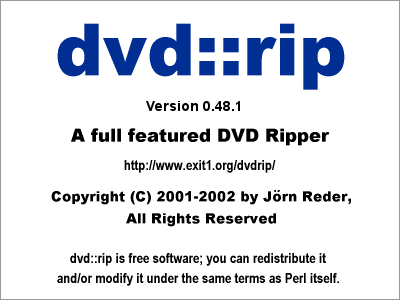 dvd::rip
Version 0.48.1
A full featured DVD Ripper
http://www.exit1.org/dvdrip/
Copyright (C) 2001-2002 by Jörn Reder,
All Rights Reserved
dvd::rip is free software; you can redistribute it
and/or modify it under the same terms as Perl itself.